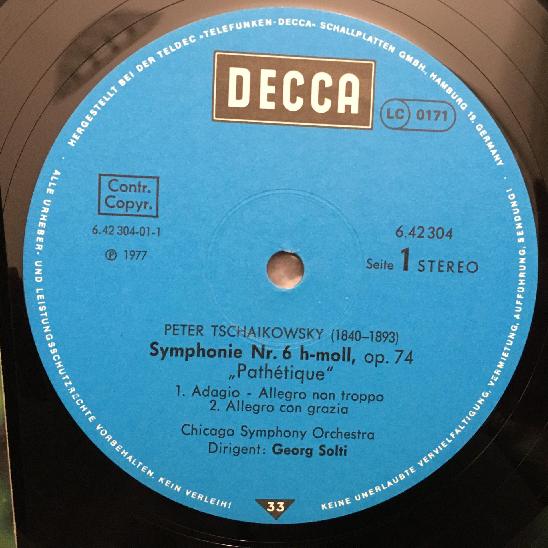 HERGESTELLT BEI DER TELDEC »TELEFUNKEN-DECCA« SCHALLPLATTEN GMBH, HAMBURG 19, GERMANY ·
DECCA
LC 0171
Contr.
Copyr.
6.42 304-01-1
℗ 1977
6.42 304
Seite 1 STEREO
PETER TSCHAIKOWSKY (1840–1893)
Symphonie Nr. 6 h-moll, op. 74
„Pathétique“
1. Adagio - Allegro non troppo
2. Allegro con grazia
Chicago Symphony Orchestra
Dirigent: Georg Solti
33
ALLE URHEBER- UND LEISTUNGSSCHUTZRECHTE VORBEHALTEN. KEIN VERLEIH!
KEINE UNERLAUBTE VERVIELFÄLTIGUNG, VERMIETUNG, AUFFÜHRUNG, SENDUNG!